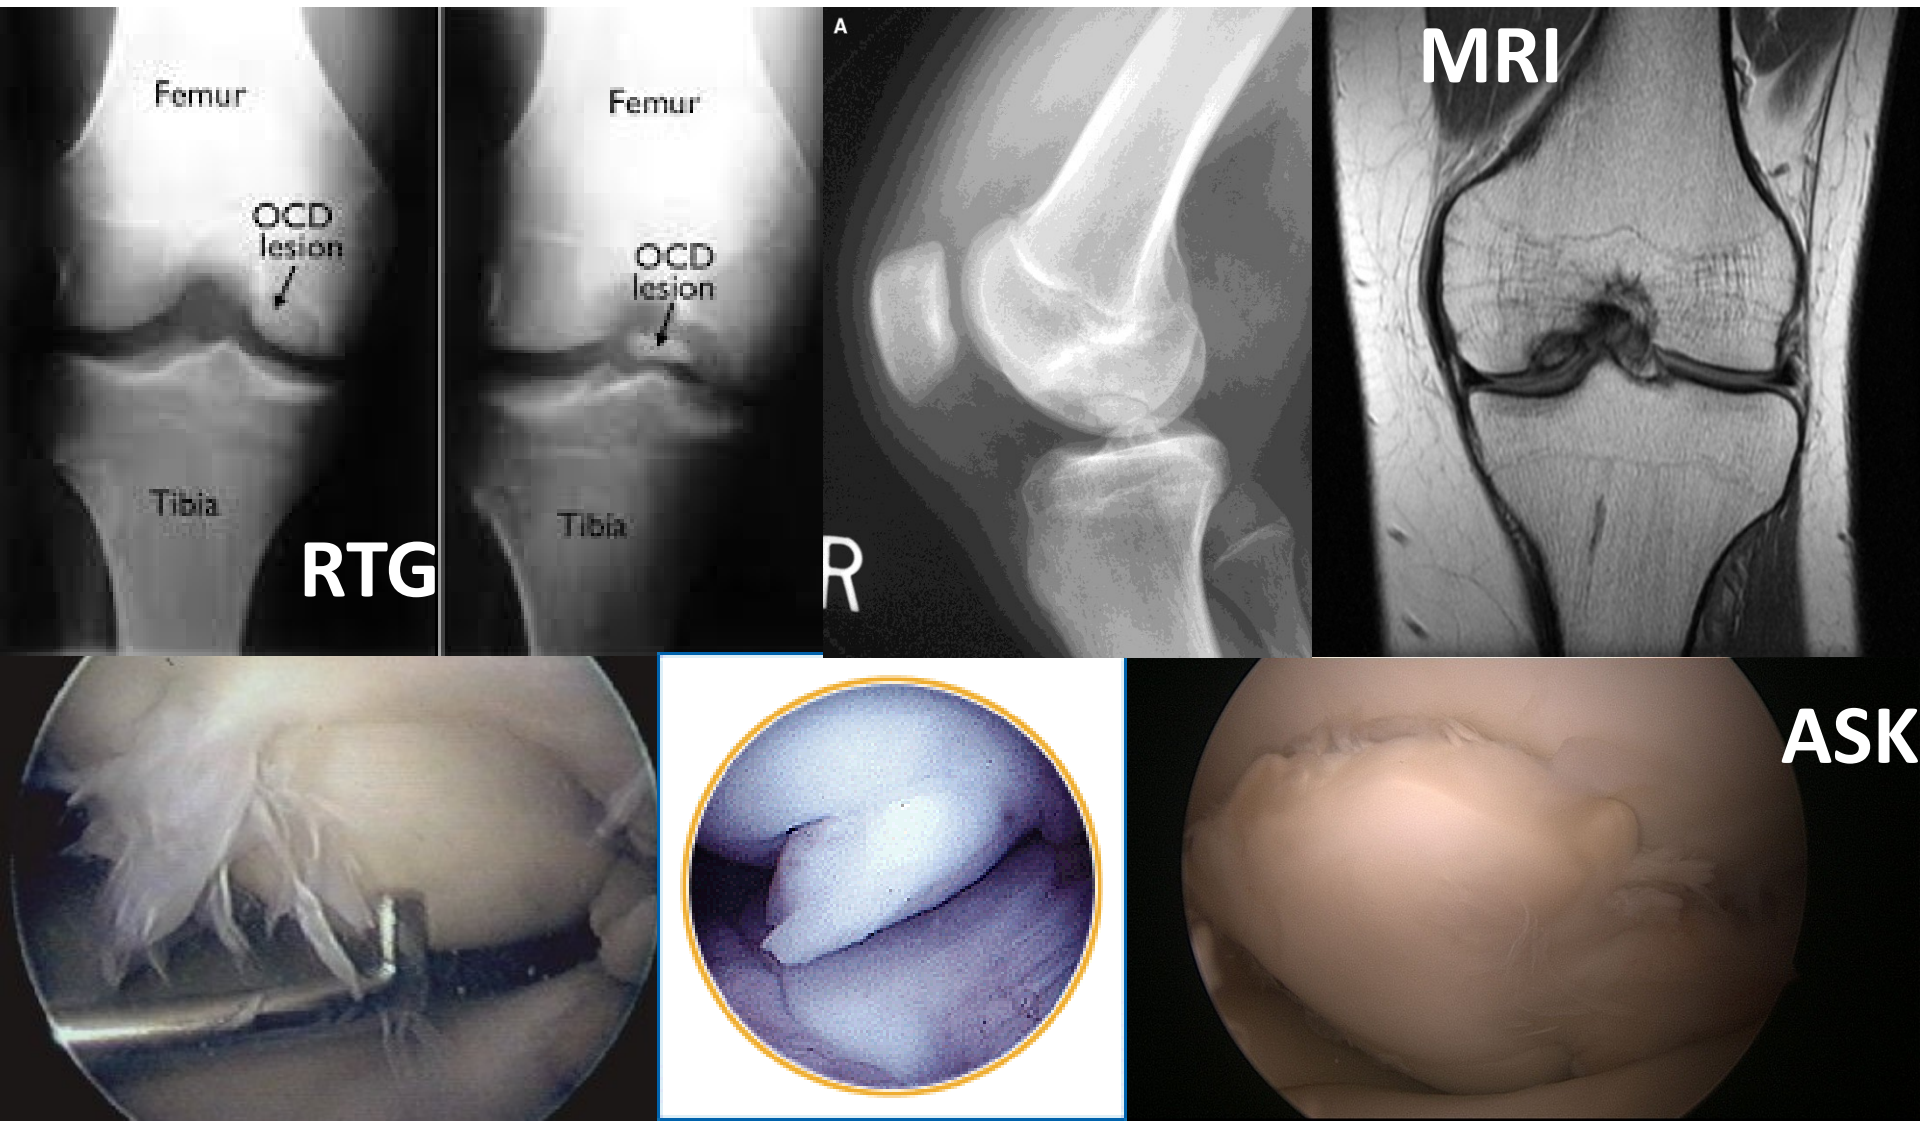 Femur
OCD
lesion
Tibia
RTG
Femur
OCD
lesion
Tibia
A
R
MRI
ASK